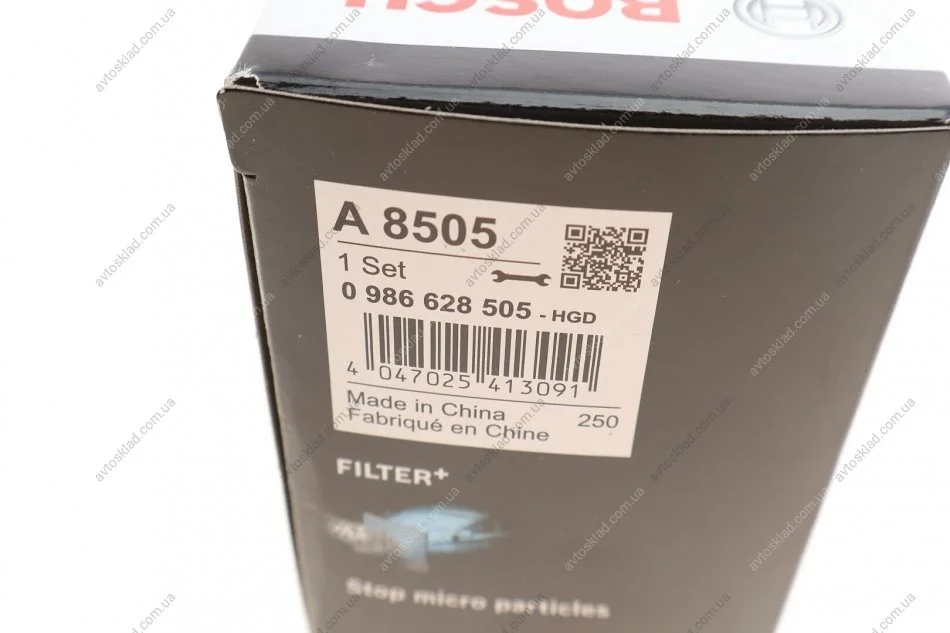 BOSCH
A 8505
1 Set
0 986 628 505 - HGD
4 047025 413091
Made in China
Fabriqué en Chine
250
FILTER+
Stop micro particles
avtosklad.com.ua